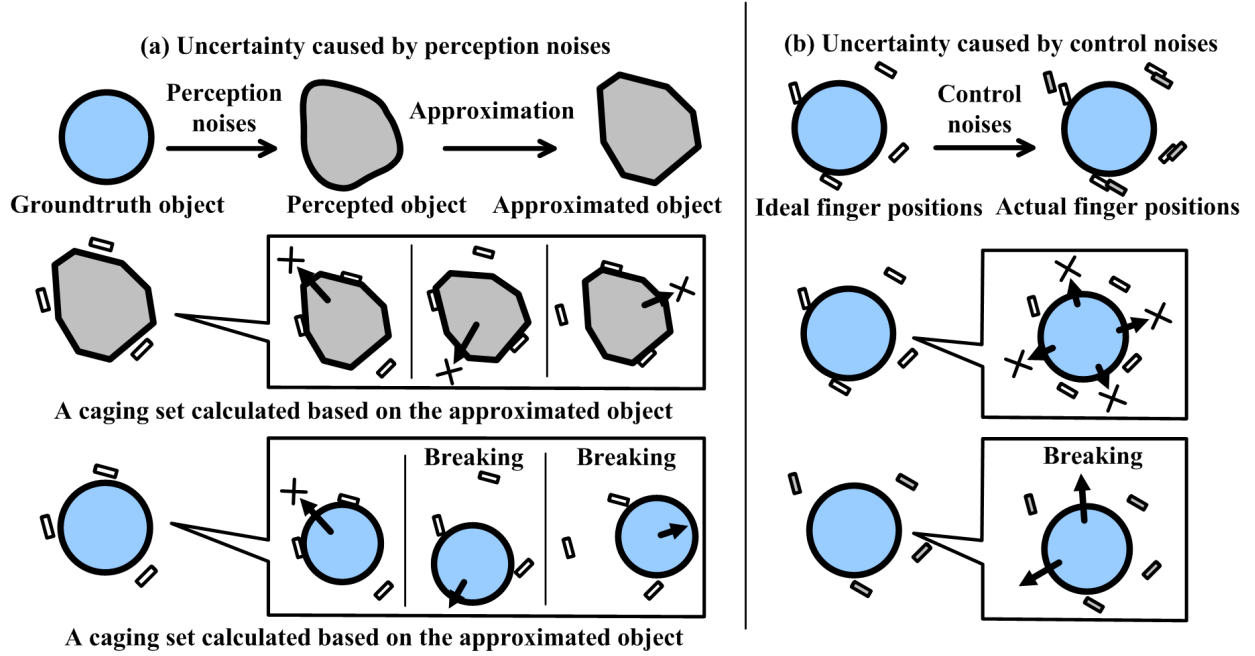 (a) Uncertainty caused by perception noises
Perception
noises
Approximation
Groundtruth object
Percepted object
Approximated object
A caging set calculated based on the approximated object
Breaking
Breaking
A caging set calculated based on the approximated object
(b) Uncertainty caused by control noises
Control
noises
Ideal finger positions
Actual finger positions
Breaking